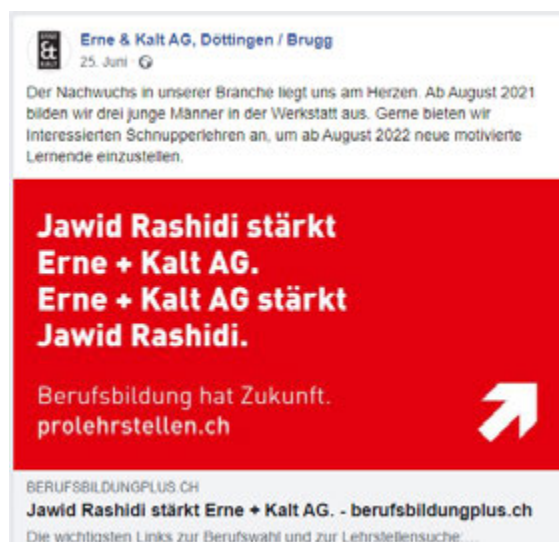 Erne & Kalt AG, Döttingen / Brugg
25. Juni ·
Der Nachwuchs in unserer Branche liegt uns am Herzen. Ab August 2021
bilden wir drei junge Männer in der Werkstatt aus. Gerne bieten wir
Interessierten Schnupperlehren an, um ab August 2022 neue motivierte
Lernende einzustellen.
Jawid Rashidi stärkt
Erne + Kalt AG.
Erne + Kalt AG stärkt
Jawid Rashidi.
Berufsbildung hat Zukunft.
prolehrstellen.ch
BERUFSBILDUNGPLUS.CH
Jawid Rashidi stärkt Erne + Kalt AG. - berufsbildungplus.ch
Die wichtigsten Links zur Berufswahl und zur Lehrstellensuche:...